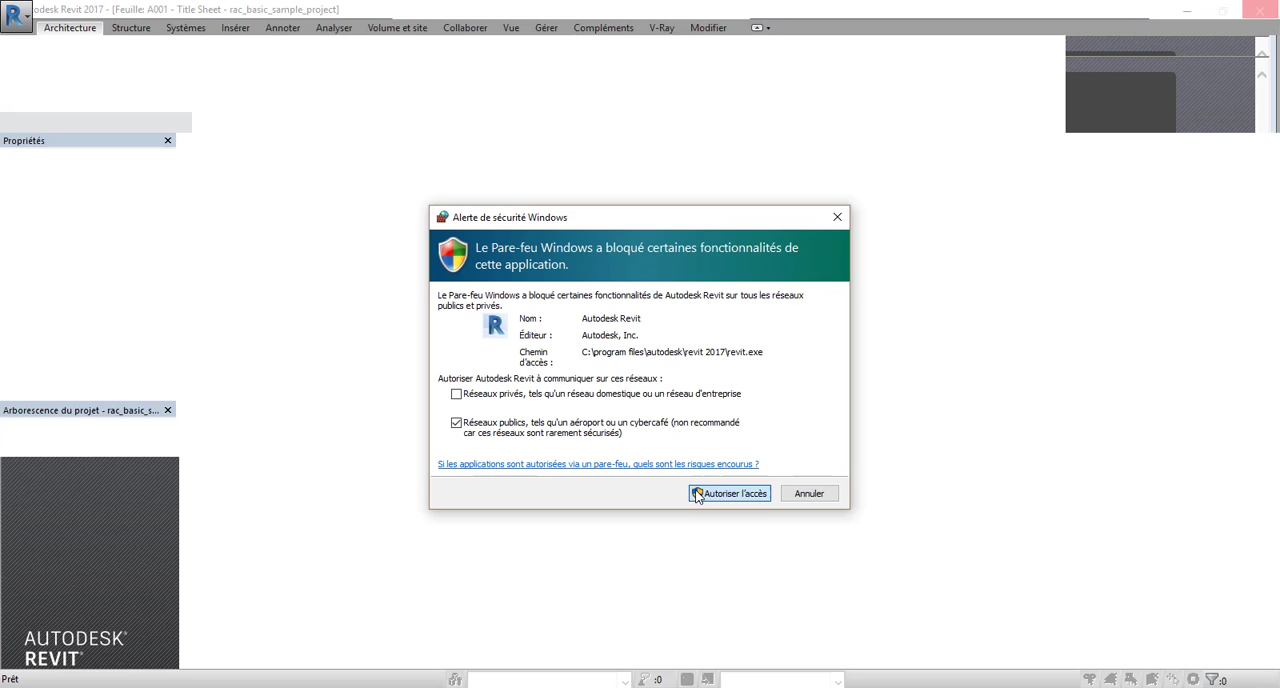 Autodesk Revit 2017 - [Feuille: A001 - Title Sheet - rac_basic_sample_project]
Architecture Structure Systèmes Insérer Annoter Analyser Volume et site Collaborer Vue Gérer Compléments V-Ray Modifier
Propriétés
Alerte de sécurité Windows
Le Pare-feu Windows a bloqué certaines fonctionnalités de
cette application.
Le Pare-feu Windows a bloqué certaines fonctionnalités de Autodesk Revit sur tous les réseaux
publics et privés.
Nom : Autodesk Revit
Éditeur : Autodesk, Inc.
Chemin C:\program files\autodesk\revit 2017\revit.exe
d'accès :
Autoriser Autodesk Revit à communiquer sur ces réseaux :
Réseaux privés, tels qu'un réseau domestique ou un réseau d'entreprise
Arborescence du projet - rac_basic_s...
Réseaux publics, tels qu'un aéroport ou un cybercafé (non recommandé
car ces réseaux sont rarement sécurisés)
Si les applications sont autorisées via un pare-feu, quels sont les risques encourus ?
Autoriser l'accès Annuler
AUTODESK®
REVIT®
Prêt :0 :0